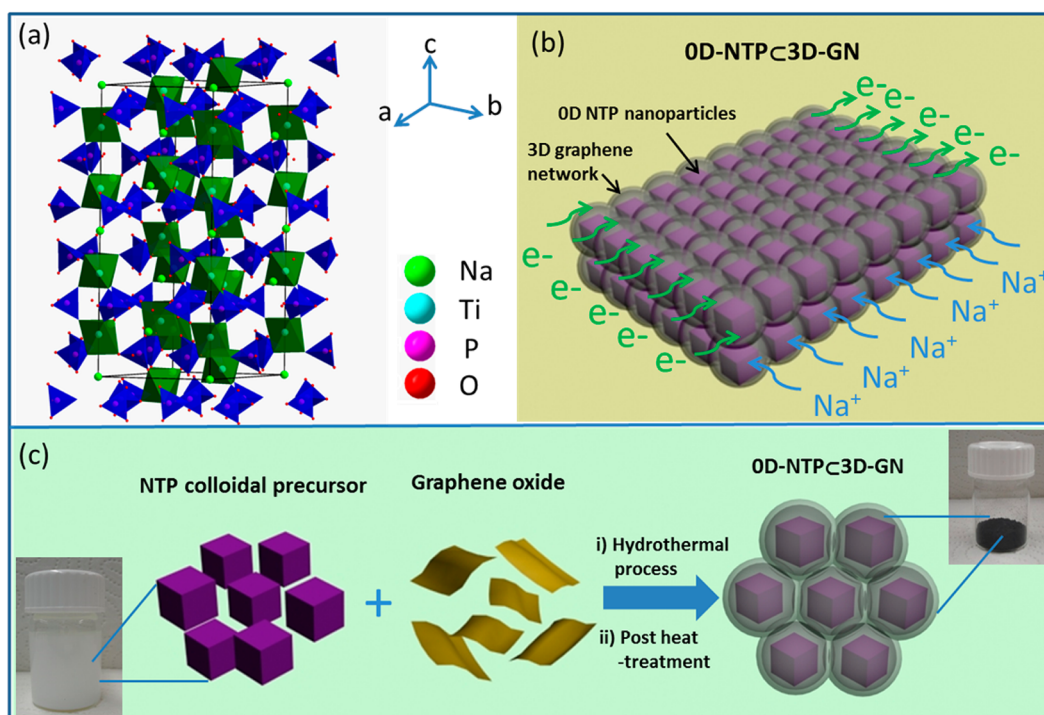 (a)
c
a
b
Na
Ti
P
O
(b)
0D-NTP⊂3D-GN
0D NTP nanoparticles
3D graphene
network
e-
e-
e-
e-
e-
e-
e-
e-
e-
e-
e-
Na⁺
Na⁺
Na⁺
Na⁺
Na⁺
(c)
NTP colloidal precursor
Graphene oxide
0D-NTP⊂3D-GN
+
i) Hydrothermal
process
ii) Post heat
-treatment